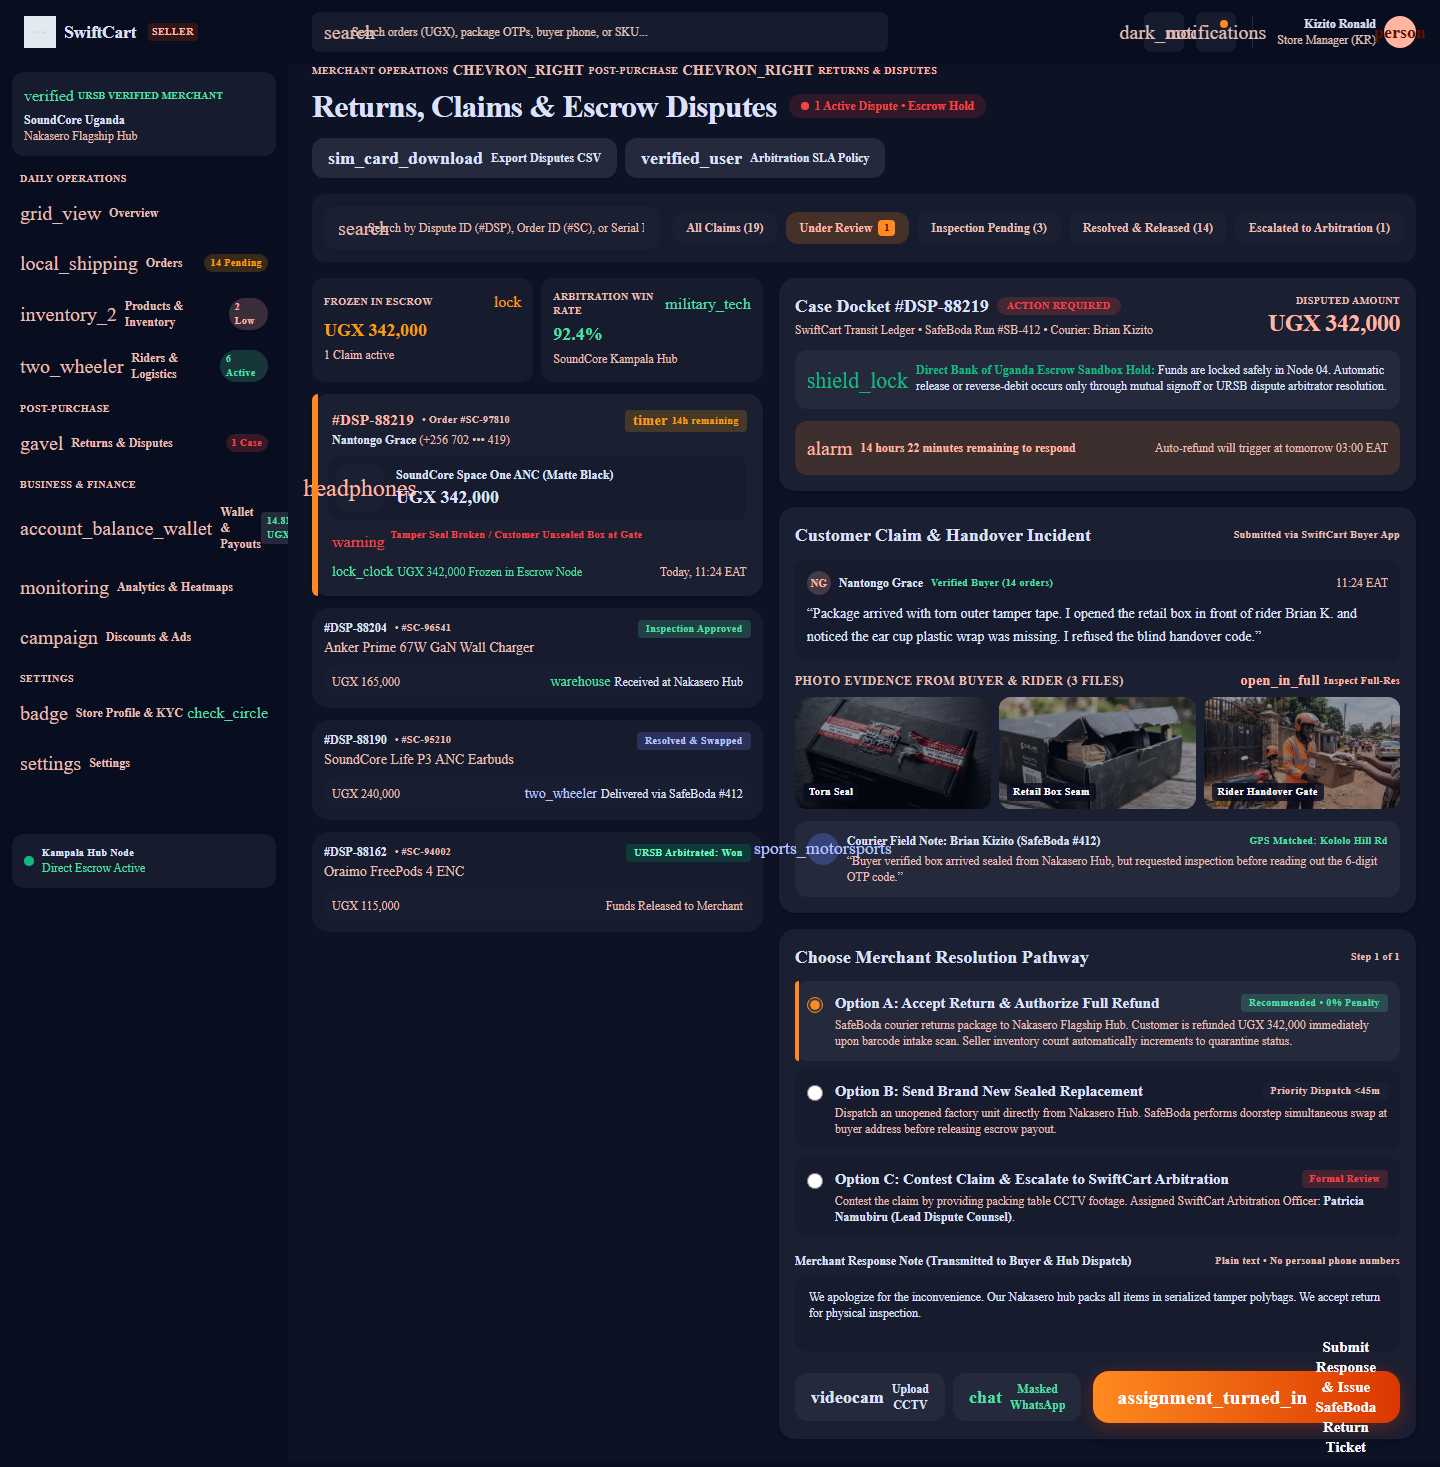 SwiftCart SELLER
search
Search orders (UGX), package OTPs, buyer phone, or SKU...
dark_mode
notifications
Kizito Ronald
Store Manager (KR)
person
verified URSB VERIFIED MERCHANT
SoundCore Uganda
Nakasero Flagship Hub
DAILY OPERATIONS
grid_view Overview
local_shipping Orders 14 Pending
inventory_2 Products & Inventory 2 Low
two_wheeler Riders & Logistics 6 Active
POST-PURCHASE
gavel Returns & Disputes 1 Case
BUSINESS & FINANCE
account_balance_wallet Wallet & Payouts
UGX
monitoring Analytics & Heatmaps
campaign Discounts & Ads
SETTINGS
badge Store Profile & KYC check_circle
settings Settings
Kampala Hub Node
Direct Escrow Active
MERCHANT OPERATIONS CHEVRON_RIGHT POST-PURCHASE CHEVRON_RIGHT RETURNS & DISPUTES
Returns, Claims & Escrow Disputes 1 Active Dispute • Escrow Hold
sim_card_download Export Disputes CSV
verified_user Arbitration SLA Policy
search
Search by Dispute ID (#DSP), Order ID (#SC), or Serial
All Claims (19)
Under Review 1
Inspection Pending (3)
Resolved & Released (14)
Escalated to Arbitration (1)
FROZEN IN ESCROW lock
UGX 342,000
1 Claim active
ARBITRATION WIN RATE military_tech
92.4%
SoundCore Kampala Hub
#DSP-88219 • Order #SC-97810 timer 14h remaining
Nantongo Grace (+256 702 ••• 419)
headphones
SoundCore Space One ANC (Matte Black)
UGX 342,000
warning Tamper Seal Broken / Customer Unsealed Box at Gate
lock_clock UGX 342,000 Frozen in Escrow Node Today, 11:24 EAT
#DSP-88204 • #SC-96541 Inspection Approved
Anker Prime 67W GaN Wall Charger
UGX 165,000 warehouse Received at Nakasero Hub
#DSP-88190 • #SC-95210 Resolved & Swapped
SoundCore Life P3 ANC Earbuds
UGX 240,000 two_wheeler Delivered via SafeBoda #412
#DSP-88162 • #SC-94002 URSB Arbitrated: Won
Oraimo FreePods 4 ENC
UGX 115,000 Funds Released to Merchant
Case Docket #DSP-88219 ACTION REQUIRED
SwiftCart Transit Ledger • SafeBoda Run #SB-412 • Courier: Brian Kizito
DISPUTED AMOUNT
UGX 342,000
shield_lock Direct Bank of Uganda Escrow Sandbox Hold: Funds are locked safely in Node 04. Automatic
release or reverse-debit occurs only through mutual signoff or URSB dispute arbitrator resolution.
alarm 14 hours 22 minutes remaining to respond Auto-refund will trigger at tomorrow 03:00 EAT
Customer Claim & Handover Incident Submitted via SwiftCart Buyer App
NG Nantongo Grace Verified Buyer (14 orders) 11:24 EAT
“Package arrived with torn outer tamper tape. I opened the retail box in front of rider Brian K. and
noticed the ear cup plastic wrap was missing. I refused the blind handover code.”
PHOTO EVIDENCE FROM BUYER & RIDER (3 FILES) open_in_full Inspect Full-Res
Torn Seal
Retail Box Seam
Rider Handover Gate
sports_motorsports
Courier Field Note: Brian Kizito (SafeBoda #412) GPS Matched: Kololo Hill Rd
“Buyer verified box arrived sealed from Nakasero Hub, but requested inspection before reading out the 6-digit
OTP code.”
Choose Merchant Resolution Pathway Step 1 of 1
Option A: Accept Return & Authorize Full Refund Recommended • 0% Penalty
SafeBoda courier returns package to Nakasero Flagship Hub. Customer is refunded UGX 342,000 immediately
upon barcode intake scan. Seller inventory count automatically increments to quarantine status.
Option B: Send Brand New Sealed Replacement Priority Dispatch <45m
Dispatch an unopened factory unit directly from Nakasero Hub. SafeBoda performs doorstep simultaneous swap at
buyer address before releasing escrow payout.
Option C: Contest Claim & Escalate to SwiftCart Arbitration Formal Review
Contest the claim by providing packing table CCTV footage. Assigned SwiftCart Arbitration Officer: Patricia
Namubiru (Lead Dispute Counsel).
Merchant Response Note (Transmitted to Buyer & Hub Dispatch) Plain text • No personal phone numbers
We apologize for the inconvenience. Our Nakasero hub packs all items in serialized tamper polybags. We accept return
for physical inspection.
videocam Upload CCTV
chat Masked WhatsApp
assignment_turned_in Submit Response & Issue SafeBoda Return Ticket